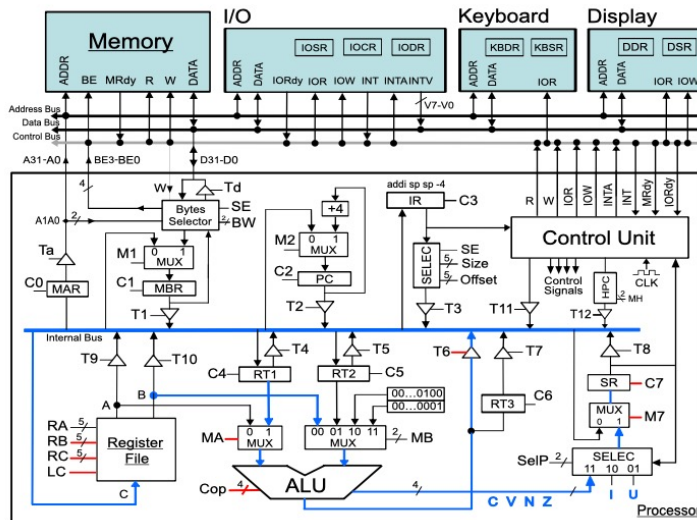 I/O
Keyboard
Display
Memory
IOSR
IOCR
IODR
KBDR
KBSR
DDR
DSR
ADDR
BE
MRdy
R
W
DATA
ADDR
DATA
IORdy
IOR
IOW
INT
INTA
INTV
ADDR
DATA
IOR
ADDR
DATA
IOR
IOW
V7-V0
Address Bus
Data Bus
Control Bus
A31-A0
BE3-BE0
D31-D0
4
W
Td
A1A0
2
Bytes
Selector
SE
2
BW
Ta
M1
0 1
MUX
C0
MAR
C1
MBR
T1
+4
M2
0 1
MUX
C2
PC
T2
addi sp sp -4
IR
C3
SELEC
SE
5
Size
5
Offset
T3
R
W
IOR
IOW
INTA
INT
MRdy
IORdy
Control Unit
Control
Signals
HPC
2
MH
CLK
T11
T12
Internal Bus
T9
T10
T4
T5
T6
T7
T8
C4
RT1
RT2
C5
A
B
00...0100
00...0001
RT3
C6
SR
C7
MUX
0 1
M7
RA
5
RB
5
RC
5
LC
Register
File
C
MA
0 1
MUX
00 01 10 11
MUX
2
MB
Cop
4
ALU
4
C V N Z
SelP
2
SELEC
11 10 01
I U
Processor